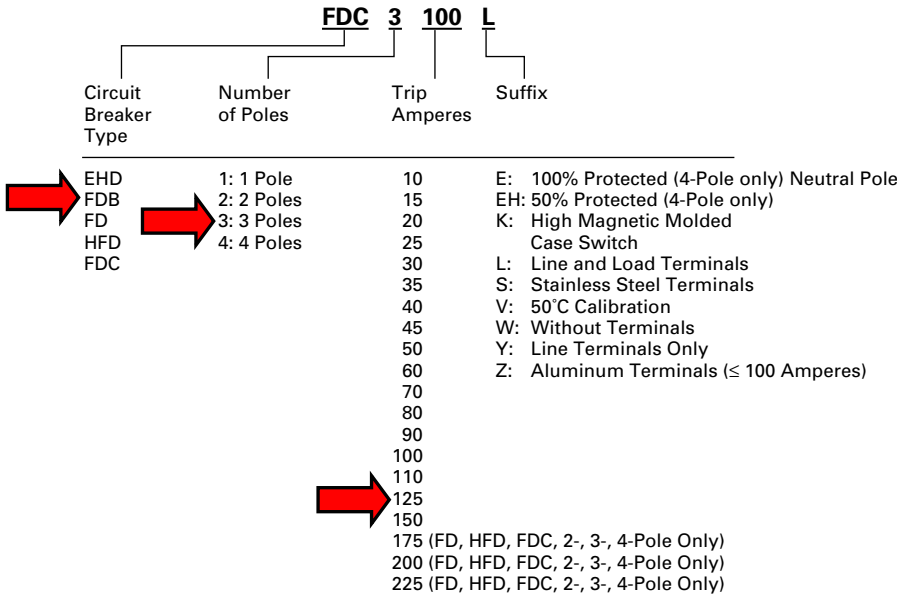 FDC 3 100 L
Circuit Number Trip Suffix
Breaker of Poles Amperes
Type
EHD 1: 1 Pole 10 E: 100% Protected (4-Pole only) Neutral Pole
FDB 2: 2 Poles 15 EH: 50% Protected (4-Pole only)
FD 3: 3 Poles 20 K: High Magnetic Molded
HFD 4: 4 Poles 25 Case Switch
FDC 30 L: Line and Load Terminals
35 S: Stainless Steel Terminals
40 V: 50˚C Calibration
45 W: Without Terminals
50 Y: Line Terminals Only
60 Z: Aluminum Terminals (≤ 100 Amperes)
70
80
90
100
110
125
150
175 (FD, HFD, FDC, 2-, 3-, 4-Pole Only)
200 (FD, HFD, FDC, 2-, 3-, 4-Pole Only)
225 (FD, HFD, FDC, 2-, 3-, 4-Pole Only)